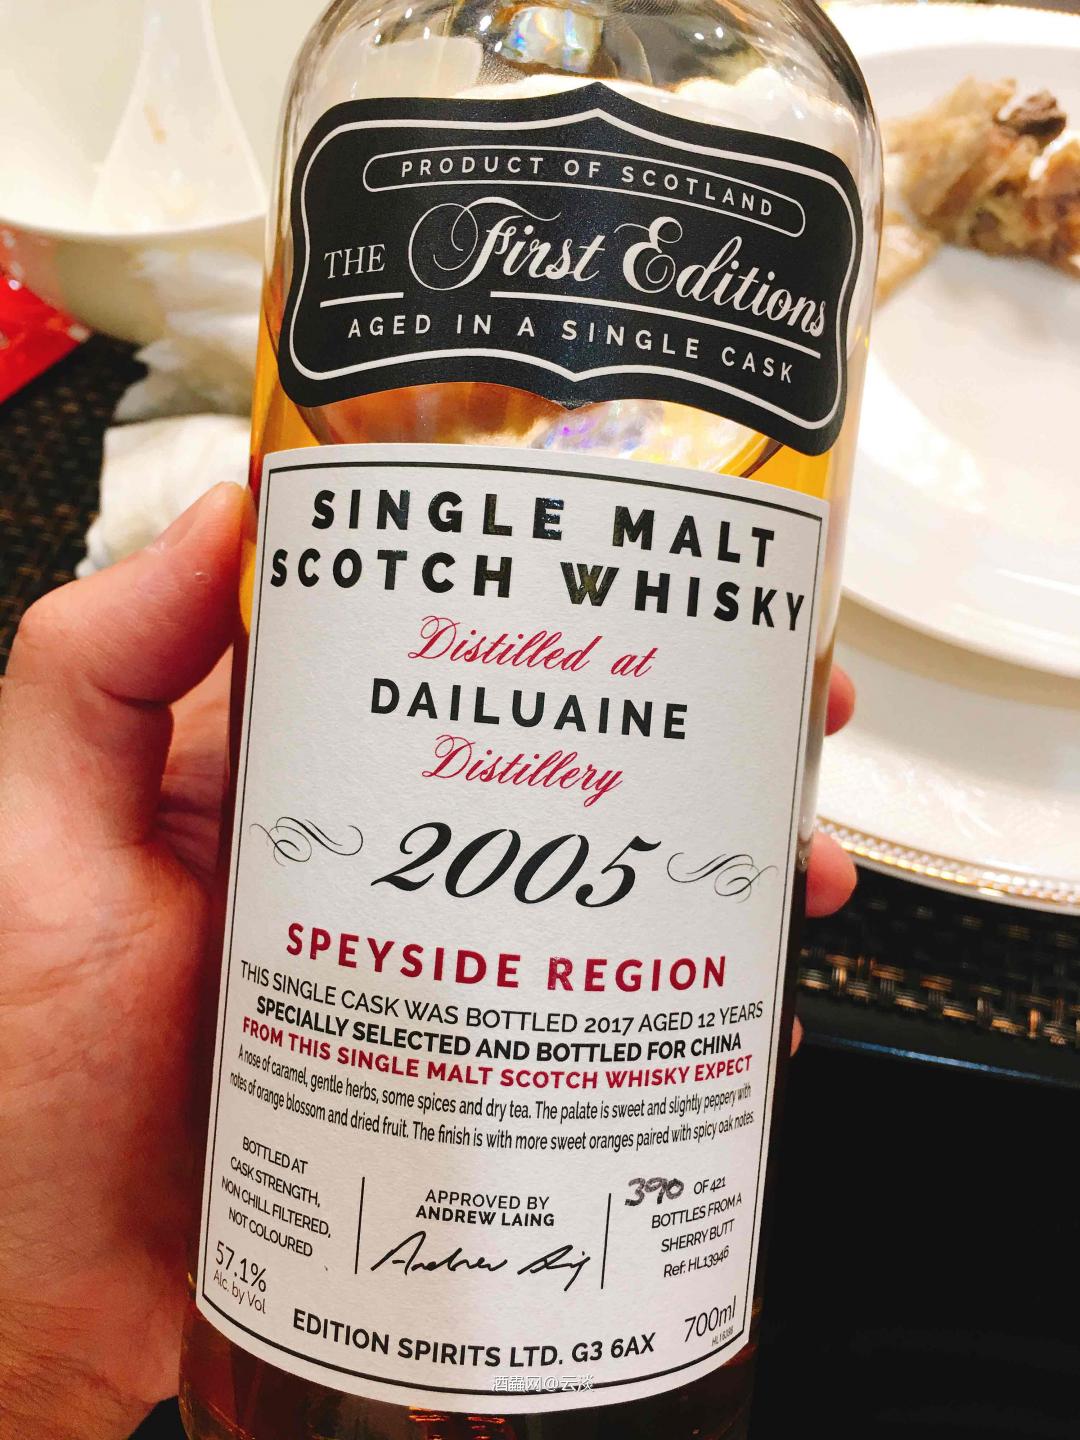 PRODUCT OF SCOTLAND
THE First Editions
AGED IN A SINGLE CASK
SINGLE MALT
SCOTCH WHISKY
Distilled at
DAILUAINE
Distillery
2005
SPEYSIDE REGION
THIS SINGLE CASK WAS BOTTLED 2017 AGED 12 YEARS
SPECIALLY SELECTED AND BOTTLED FOR CHINA
FROM THIS SINGLE MALT SCOTCH WHISKY EXPECT
A nose of caramel, gentle herbs, some spices and dry tea. The palate is sweet and slightly peppery with
notes of orange blossom and dried fruit. The finish is with more sweet oranges paired with spicy oak notes.
BOTTLED AT
CASK STRENGTH,
NON CHILL FILTERED,
NOT COLOURED
57.1%
Alc. by Vol
APPROVED BY
ANDREW LAING
390 OF 421
BOTTLES FROM A
SHERRY BUTT
Ref: HL13946
700ml
EDITION SPIRITS LTD. G3 6AX
酒齲网@云淡